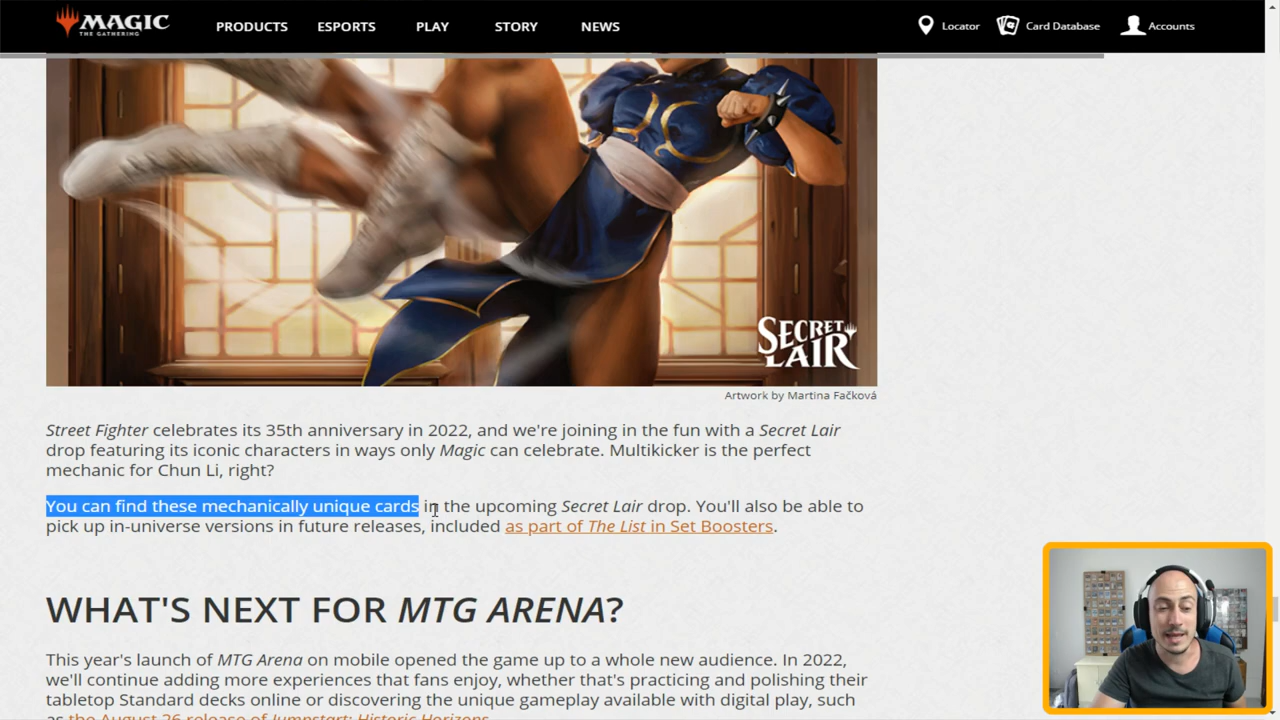 MAGIC
THE GATHERING
PRODUCTS ESPORTS PLAY STORY NEWS
Locator Card Database Accounts
SECRET
LAIR
Artwork by Martina Fačková
Street Fighter celebrates its 35th anniversary in 2022, and we're joining in the fun with a Secret Lair
drop featuring its iconic characters in ways only Magic can celebrate. Multikicker is the perfect
mechanic for Chun Li, right?
You can find these mechanically unique cards in the upcoming Secret Lair drop. You'll also be able to
pick up in-universe versions in future releases, included as part of The List in Set Boosters.
WHAT'S NEXT FOR MTG ARENA?
This year's launch of MTG Arena on mobile opened the game up to a whole new audience. In 2022,
we'll continue adding more experiences that fans enjoy, whether that's practicing and polishing their
tabletop Standard decks online or discovering the unique gameplay available with digital play, such
as the August 26 release of Jumpstart: Historic Horizons.